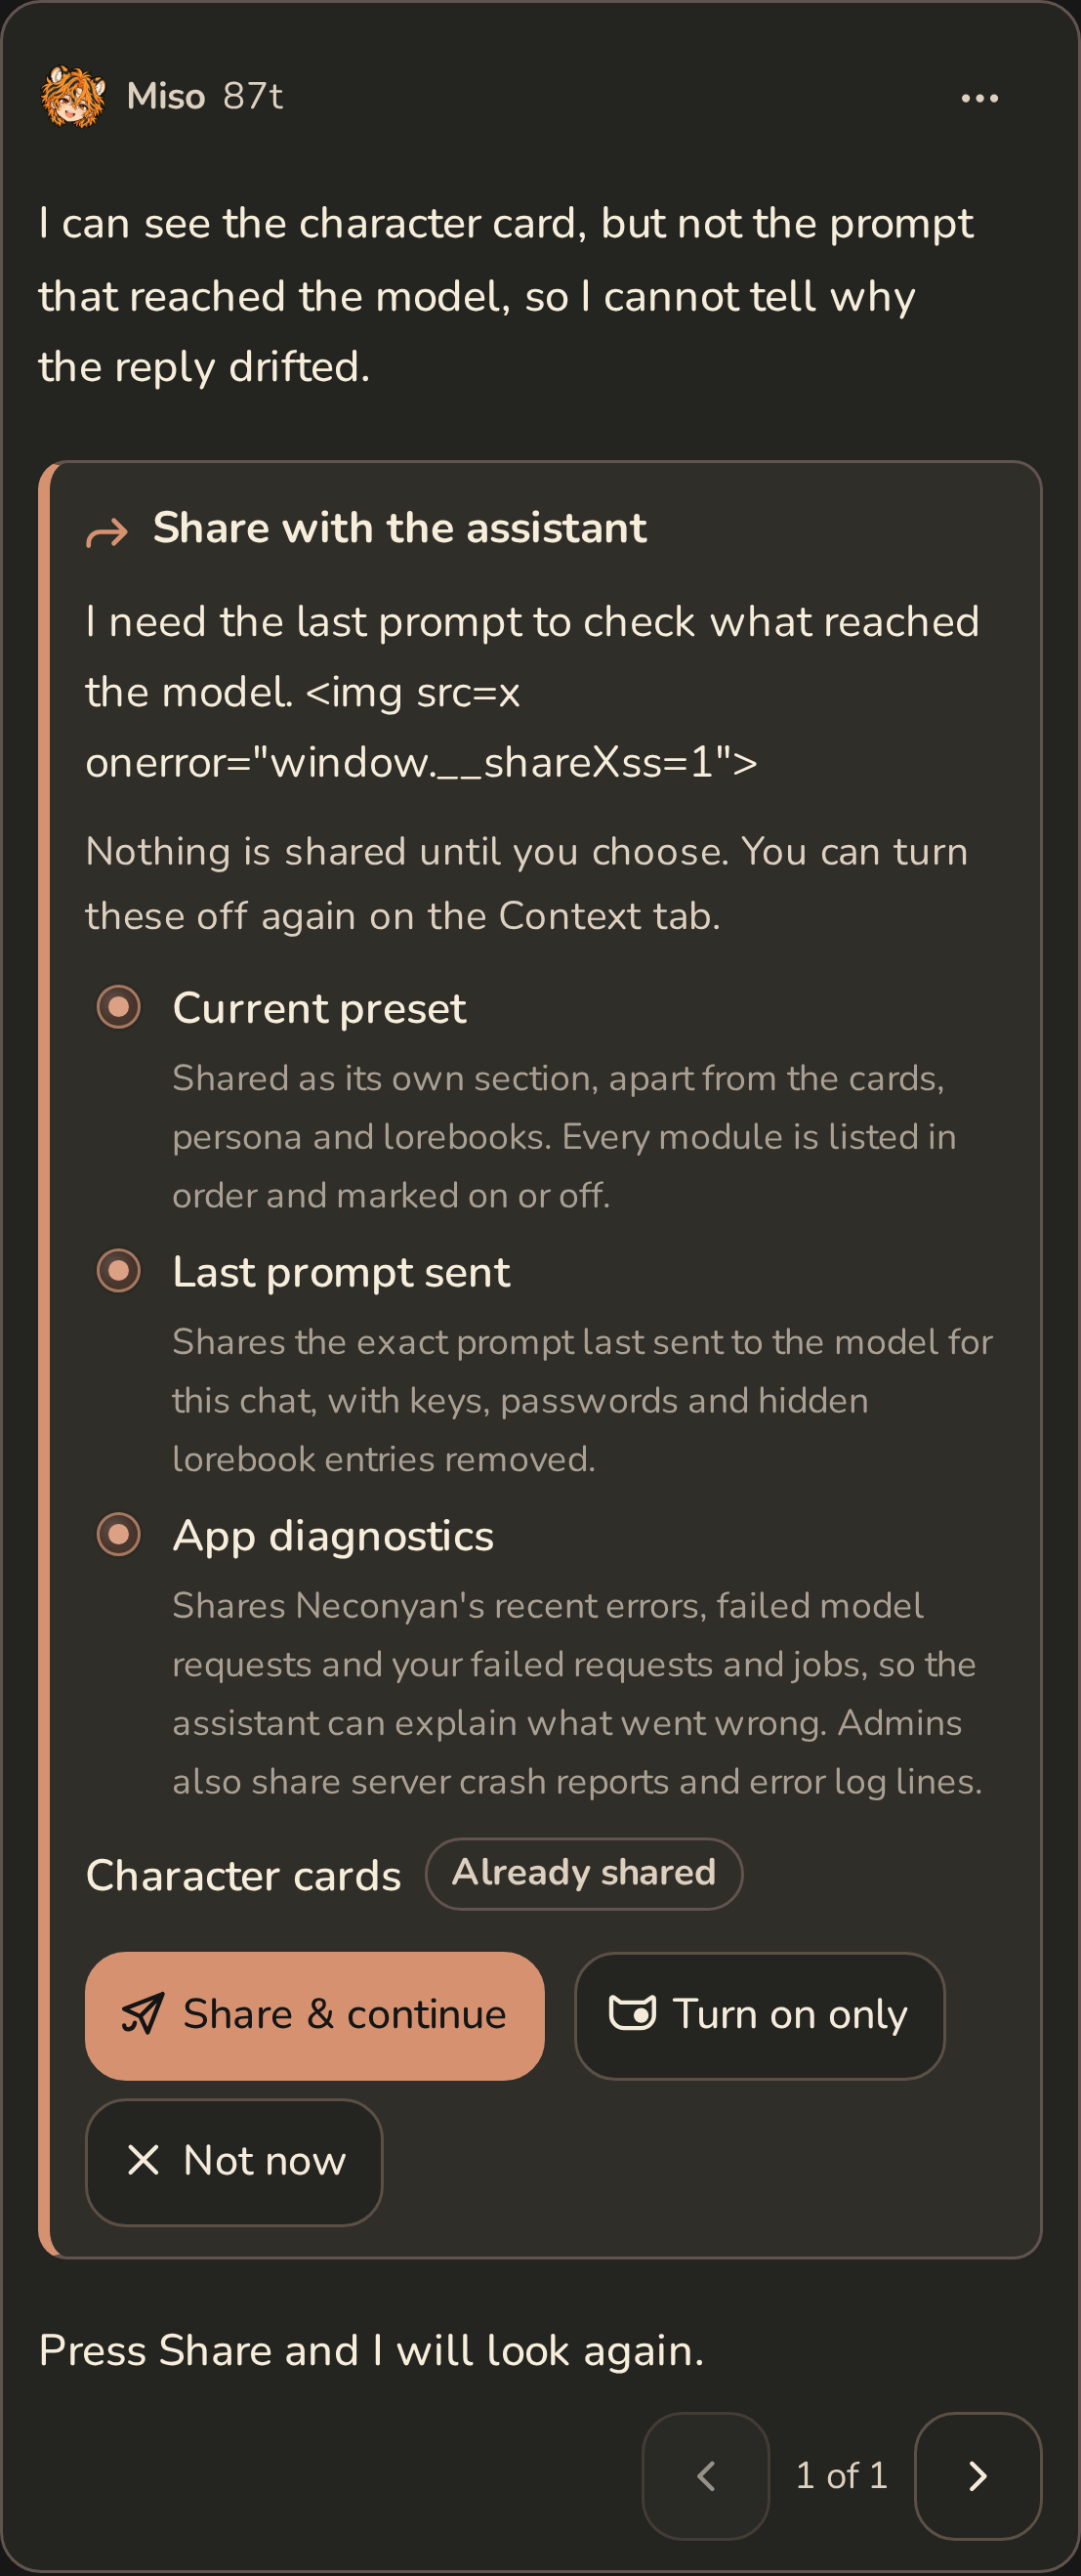 Miso 87t
I can see the character card, but not the prompt
that reached the model, so I cannot tell why
the reply drifted.
Share with the assistant
I need the last prompt to check what reached
the model. <img src=x
onerror="window.__shareXss=1">
Nothing is shared until you choose. You can turn
these off again on the Context tab.
Current preset
Shared as its own section, apart from the cards,
persona and lorebooks. Every module is listed in
order and marked on or off.
Last prompt sent
Shares the exact prompt last sent to the model for
this chat, with keys, passwords and hidden
lorebook entries removed.
App diagnostics
Shares Neconyan's recent errors, failed model
requests and your failed requests and jobs, so the
assistant can explain what went wrong. Admins
also share server crash reports and error log lines.
Character cards Already shared
Share & continue Turn on only
Not now
Press Share and I will look again.
1 of 1